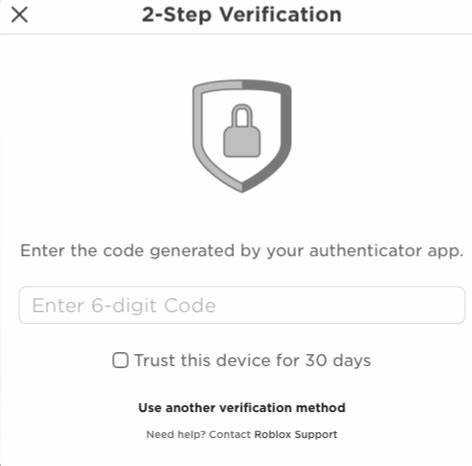 2-Step Verification
Enter the code generated by your authenticator app.
Enter 6-digit Code
Trust this device for 30 days
Use another verification method
Need help? Contact Roblox Support